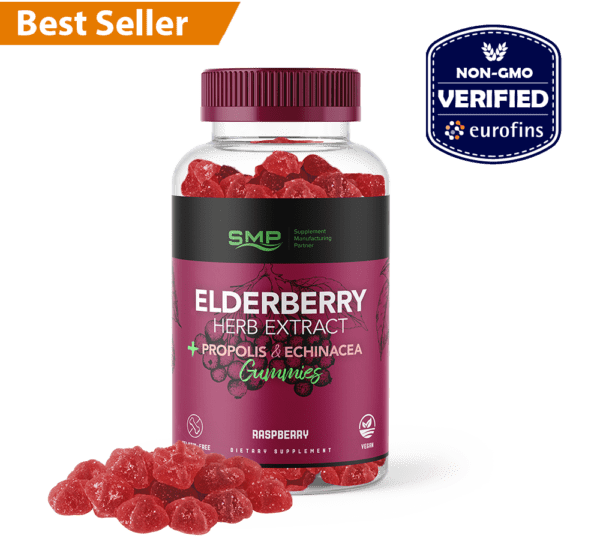 Best Seller
NON-GMO
VERIFIED
eurofins
SMP
Supplement
Manufacturing
Partner
ELDERBERRY
HERB EXTRACT
+ PROPOLIS & ECHINACEA
Gummies
RASPBERRY
DIETARY SUPPLEMENT
VEGAN